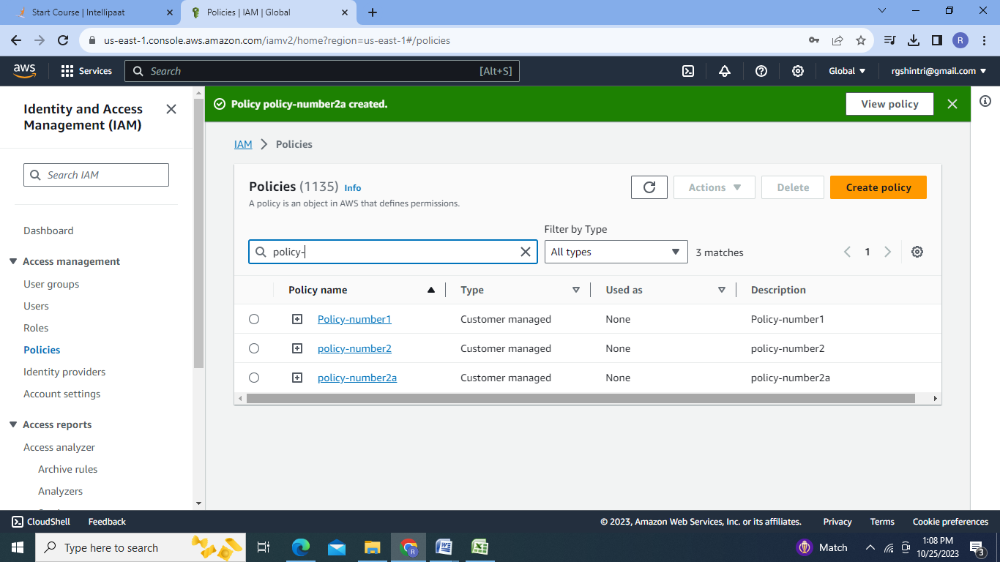 Start Course | Intellipaat
Policies | IAM | Global
us-east-1.console.aws.amazon.com/iamv2/home?region=us-east-1#/policies
R
aws
Services
Search
[Alt+S]
Global
rgshintri@gmail.com
Identity and Access
Management (IAM)
Search IAM
Dashboard
Access management
User groups
Users
Roles
Policies
Identity providers
Account settings
Access reports
Access analyzer
Archive rules
Analyzers
Policy policy-number2a created.
View policy
IAM > Policies
Policies (1135) Info
A policy is an object in AWS that defines permissions.
Actions
Delete
Create policy
Filter by Type
policy-
All types
3 matches
1
Policy name Type Used as Description
Policy-number1 Customer managed None Policy-number1
policy-number2 Customer managed None policy-number2
policy-number2a Customer managed None policy-number2a
CloudShell Feedback
© 2023, Amazon Web Services, Inc. or its affiliates. Privacy Terms Cookie preferences
Type here to search
R
Match
1:08 PM
10/25/2023
3